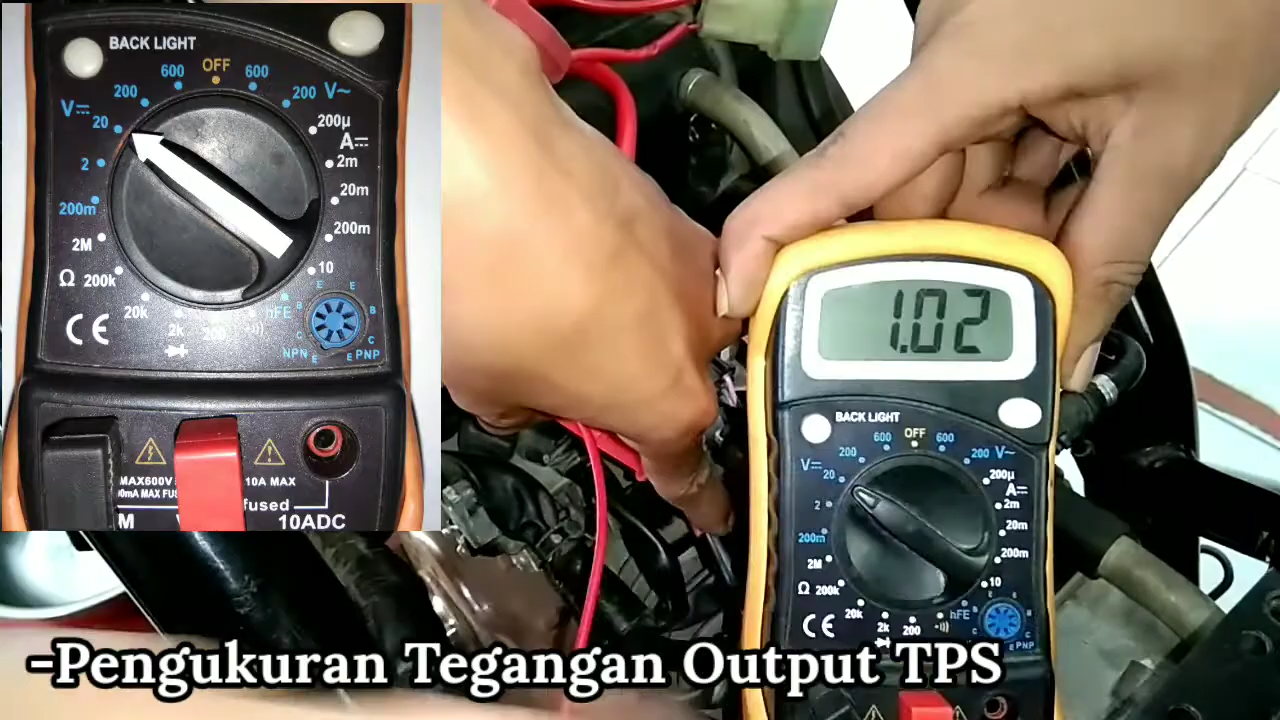 BACK LIGHT
OFF
600
600
200
200
V⎓
V~
20
200µ
A⎓
2
2m
200m
20m
2M
200m
Ω
200k
10
20k
2k
hFE
NPN
PNP
E
E
B
B
C
C
E
E
CE
MAX600V
10A MAX
fused
10ADC
1.02
BACK LIGHT
OFF
600
600
200
200
V⎓
V~
20
200µ
A⎓
2
2m
200m
20m
2M
200m
Ω
200k
10
20k
2k
200
hFE
CE
PNP
-Pengukuran Tegangan Output TPS